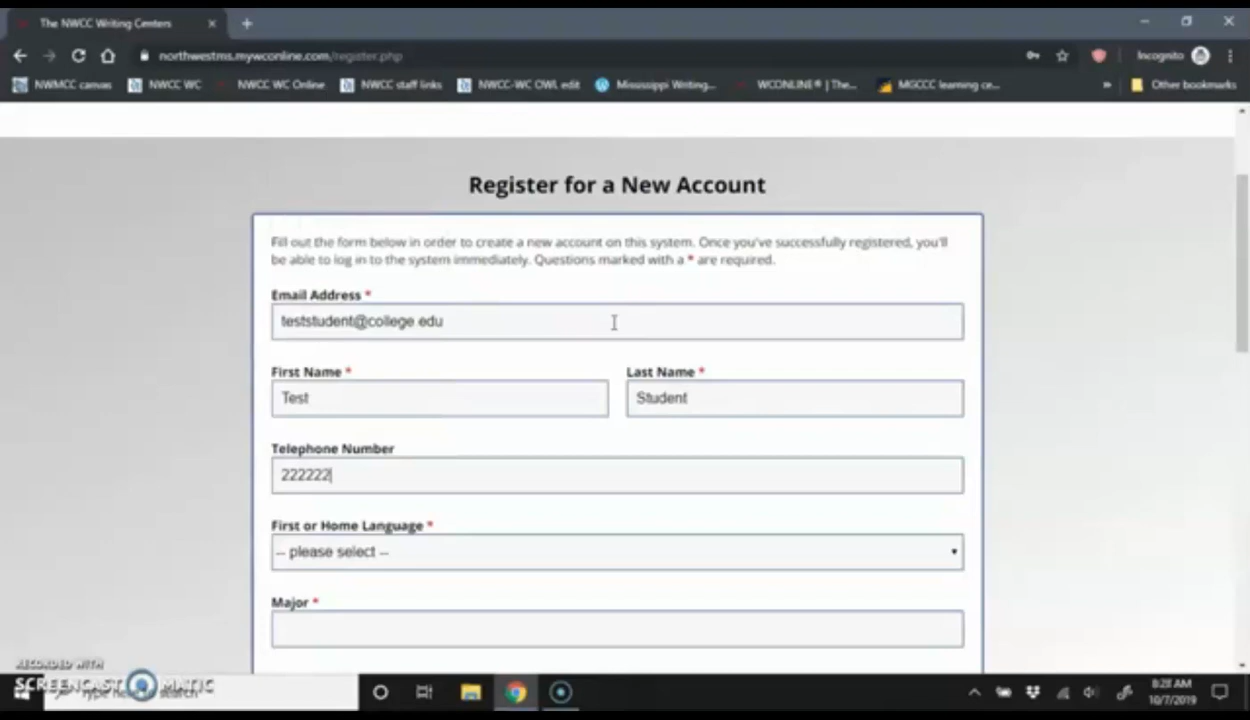 The NWCC Writing Centers
northwestms.mywconline.com/register.php
Incognito
NWMCC canvas NWCC WC NWCC WC Online NWCC staff links NWCC-WC OWL edit Mississippi Writing... WCONLINE® | The... MGCCC learning ce... » Other bookmarks
Register for a New Account
Fill out the form below in order to create a new account on this system. Once you've successfully registered, you'll
be able to log in to the system immediately. Questions marked with a * are required.
Email Address *
teststudent@college.edu
First Name * Last Name *
Test Student
Telephone Number
222222
First or Home Language *
-- please select --
Major *
RECORDED WITH
SCREENCAST MATIC
Type here to search
8:28 AM
10/7/2019